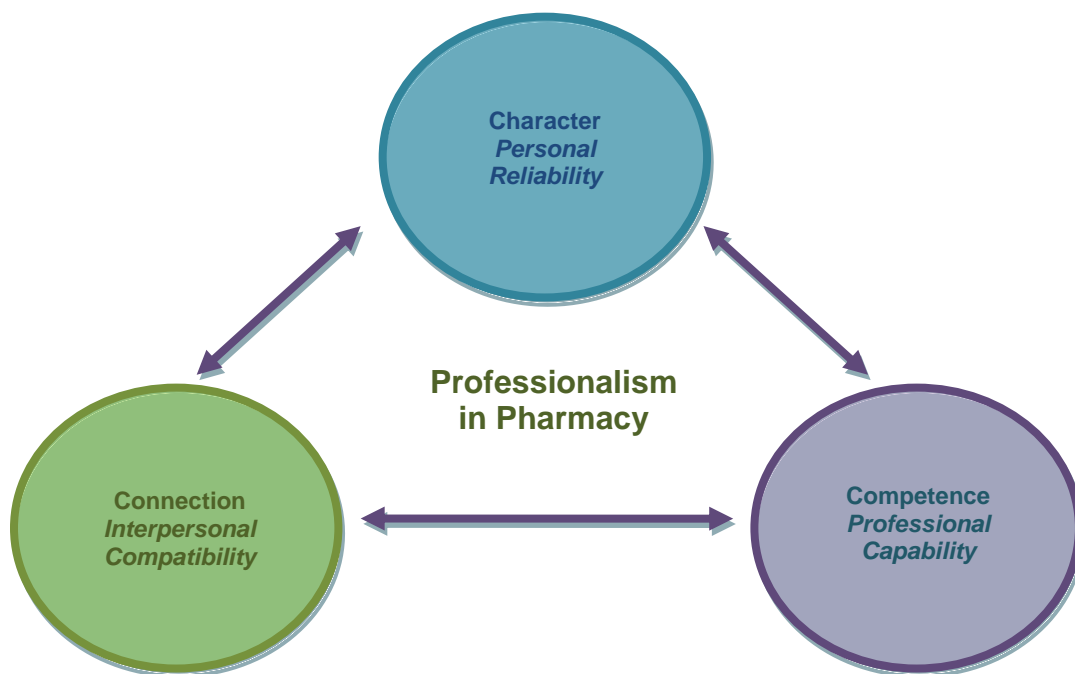 Character
Personal
Reliability
Professionalism
in Pharmacy
Connection
Interpersonal
Compatibility
Competence
Professional
Capability